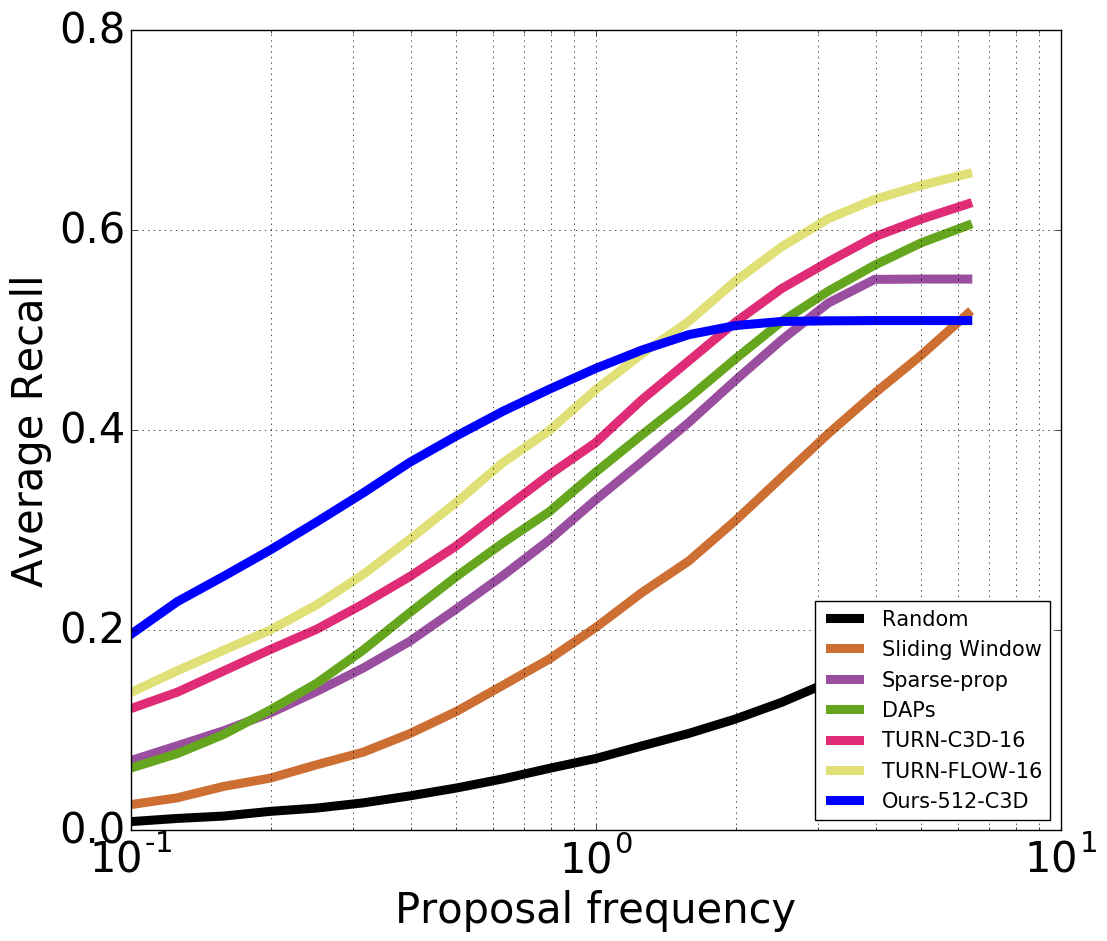 0.8
0.6
0.4
0.2
0.0
10^-1
10^0
10^1
Average Recall
Proposal frequency
Random
Sliding Window
Sparse-prop
DAPs
TURN-C3D-16
TURN-FLOW-16
Ours-512-C3D